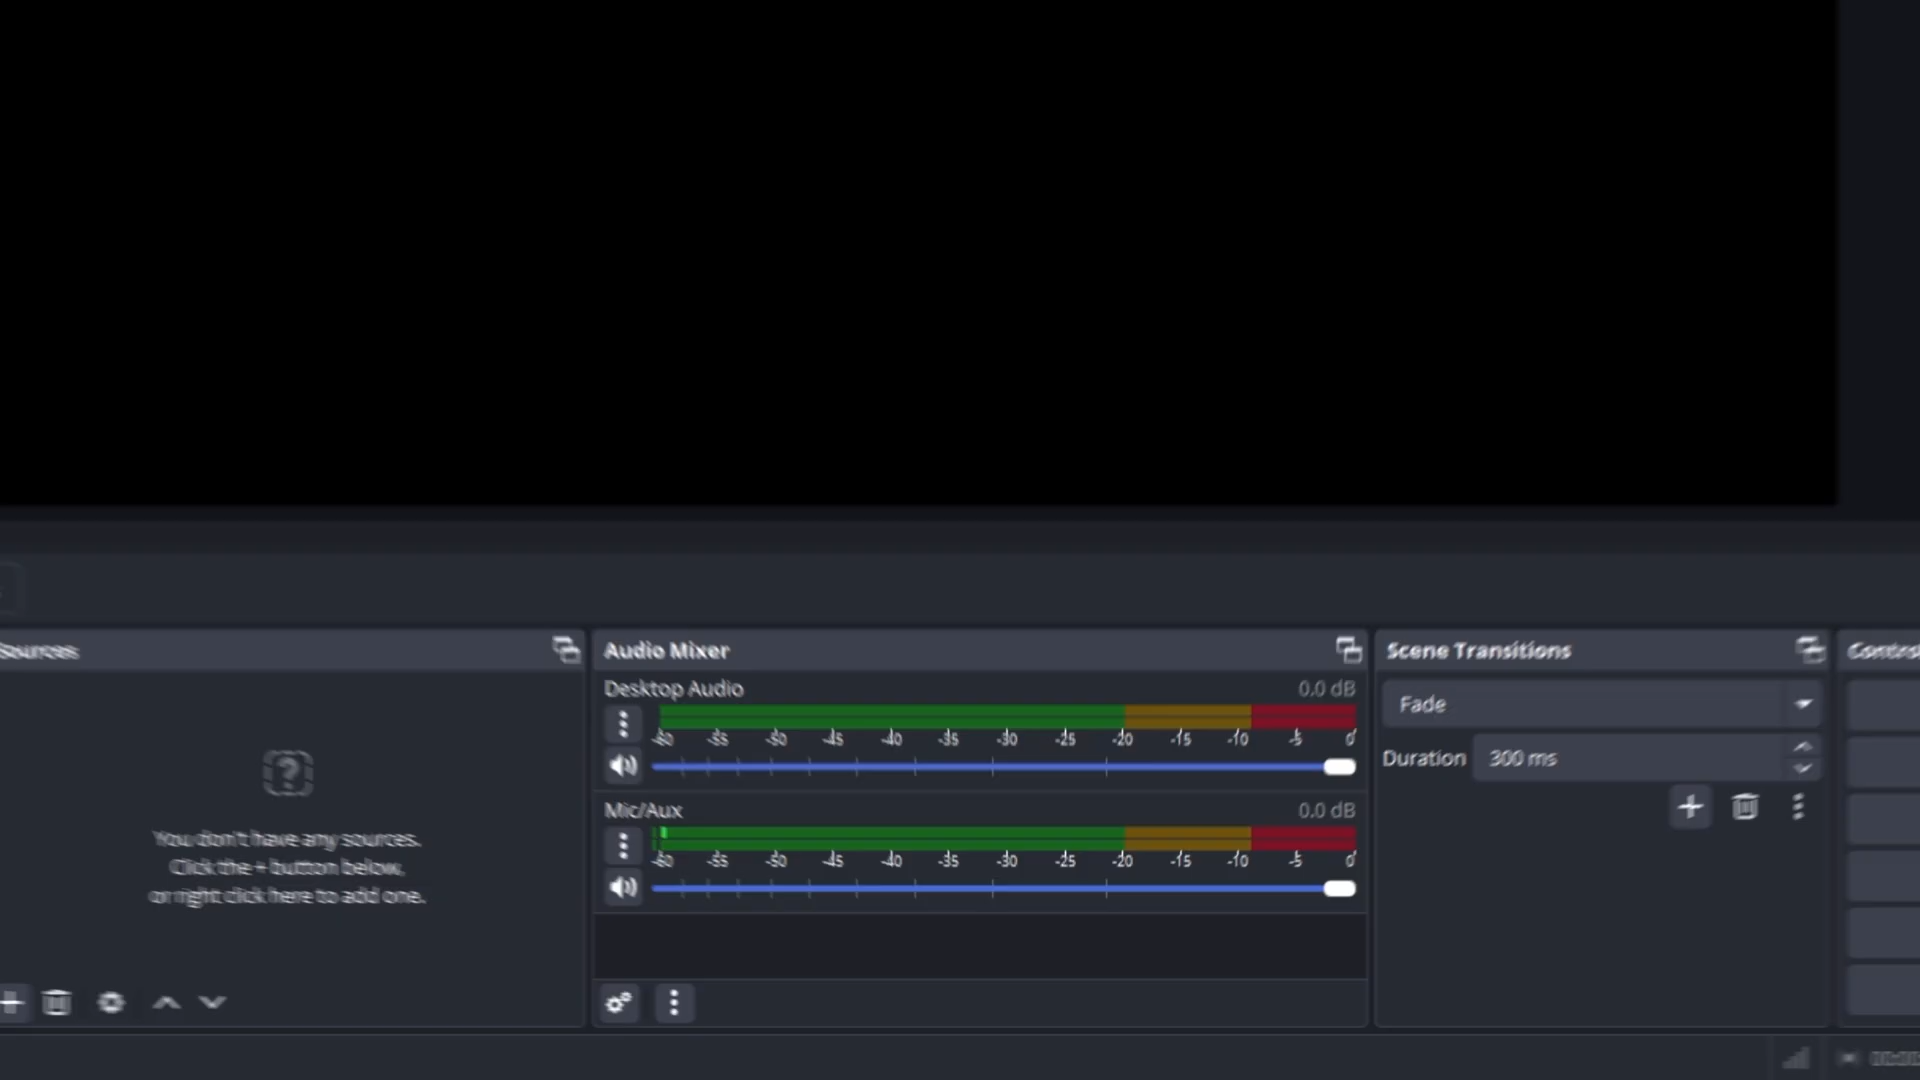 Sources
You don't have any sources.
Click the + button below,
or right click here to add one.
Audio Mixer
Desktop Audio 0.0 dB
-60 -55 -50 -45 -40 -35 -30 -25 -20 -15 -10 -5 0
Mic/Aux 0.0 dB
-60 -55 -50 -45 -40 -35 -30 -25 -20 -15 -10 -5 0
Scene Transitions
Fade
Duration 300 ms